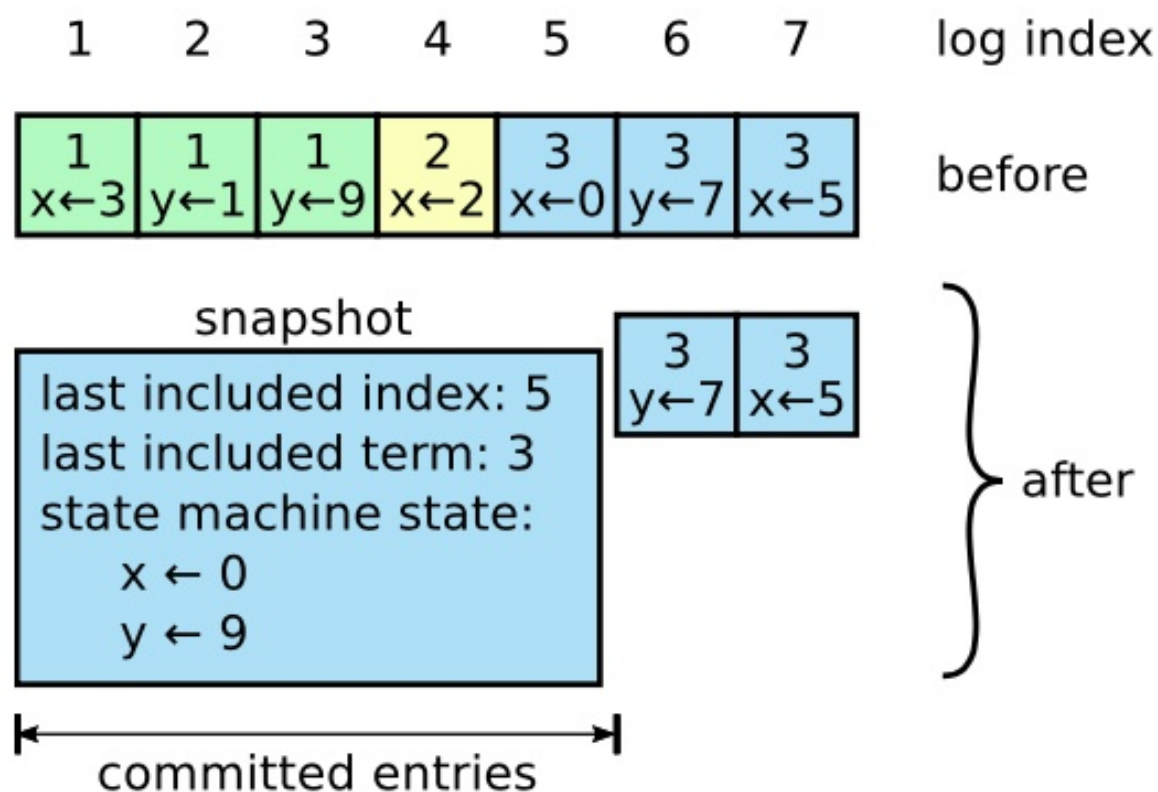 1 2 3 4 5 6 7 log index
1 1 1 2 3 3 3
x←3 y←1 y←9 x←2 x←0 y←7 x←5
before
snapshot
3 3
y←7 x←5
last included index: 5
last included term: 3
state machine state:
x ← 0
y ← 9
after
committed entries